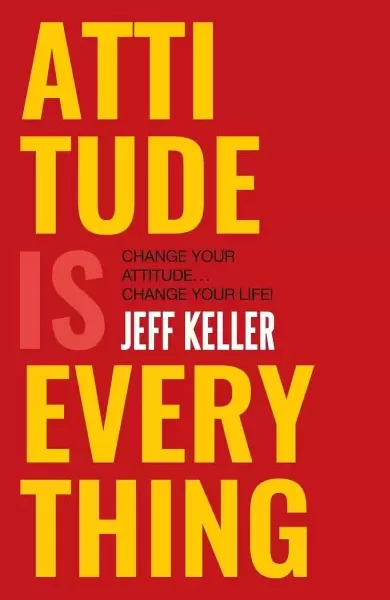 ATTI
TUDE
IS
CHANGE YOUR
ATTITUDE...
CHANGE YOUR LIFE!
JEFF KELLER
EVERY
THING